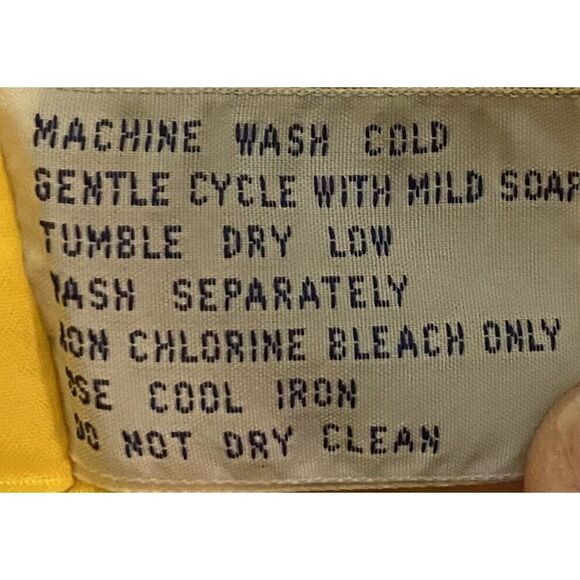 MACHINE WASH COLD
GENTLE CYCLE WITH MILD SOAP
TUMBLE DRY LOW
WASH SEPARATELY
NON CHLORINE BLEACH ONLY
USE COOL IRON
DO NOT DRY CLEAN